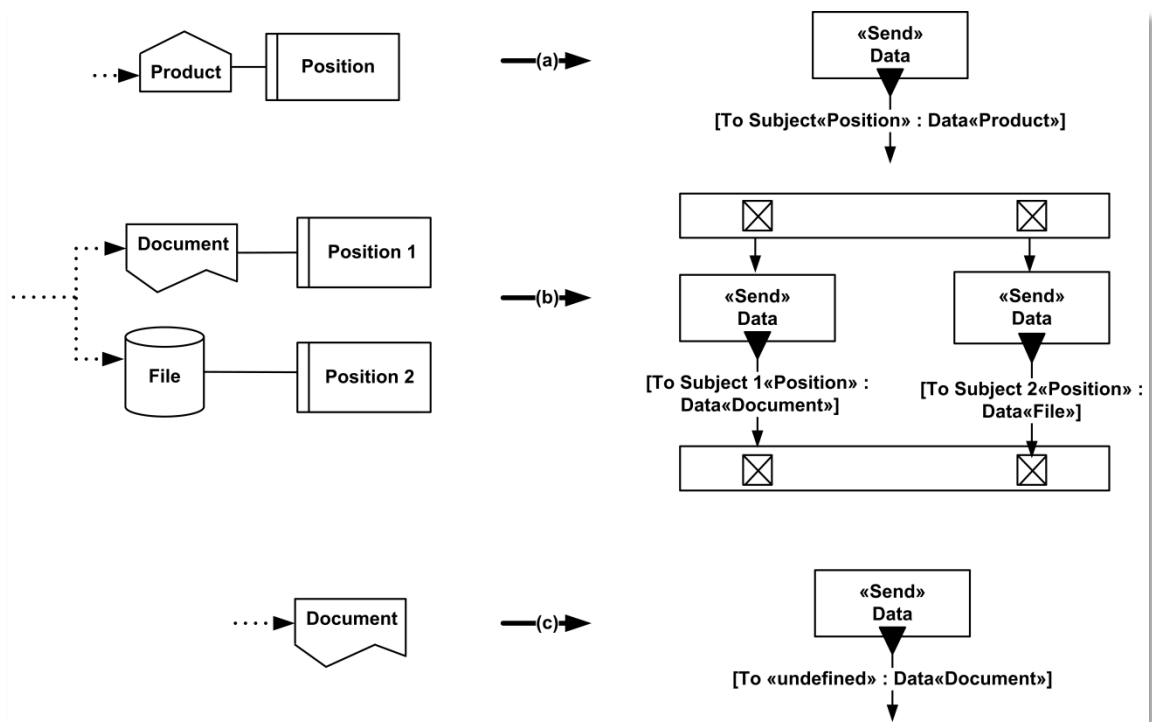 Product
Position
(a)
«Send»
Data
[To Subject«Position» : Data«Product»]
Document
Position 1
File
Position 2
(b)
«Send»
Data
[To Subject 1«Position» :
Data«Document»]
«Send»
Data
[To Subject 2«Position» :
Data«File»]
Document
(c)
«Send»
Data
[To «undefined» : Data«Document»]